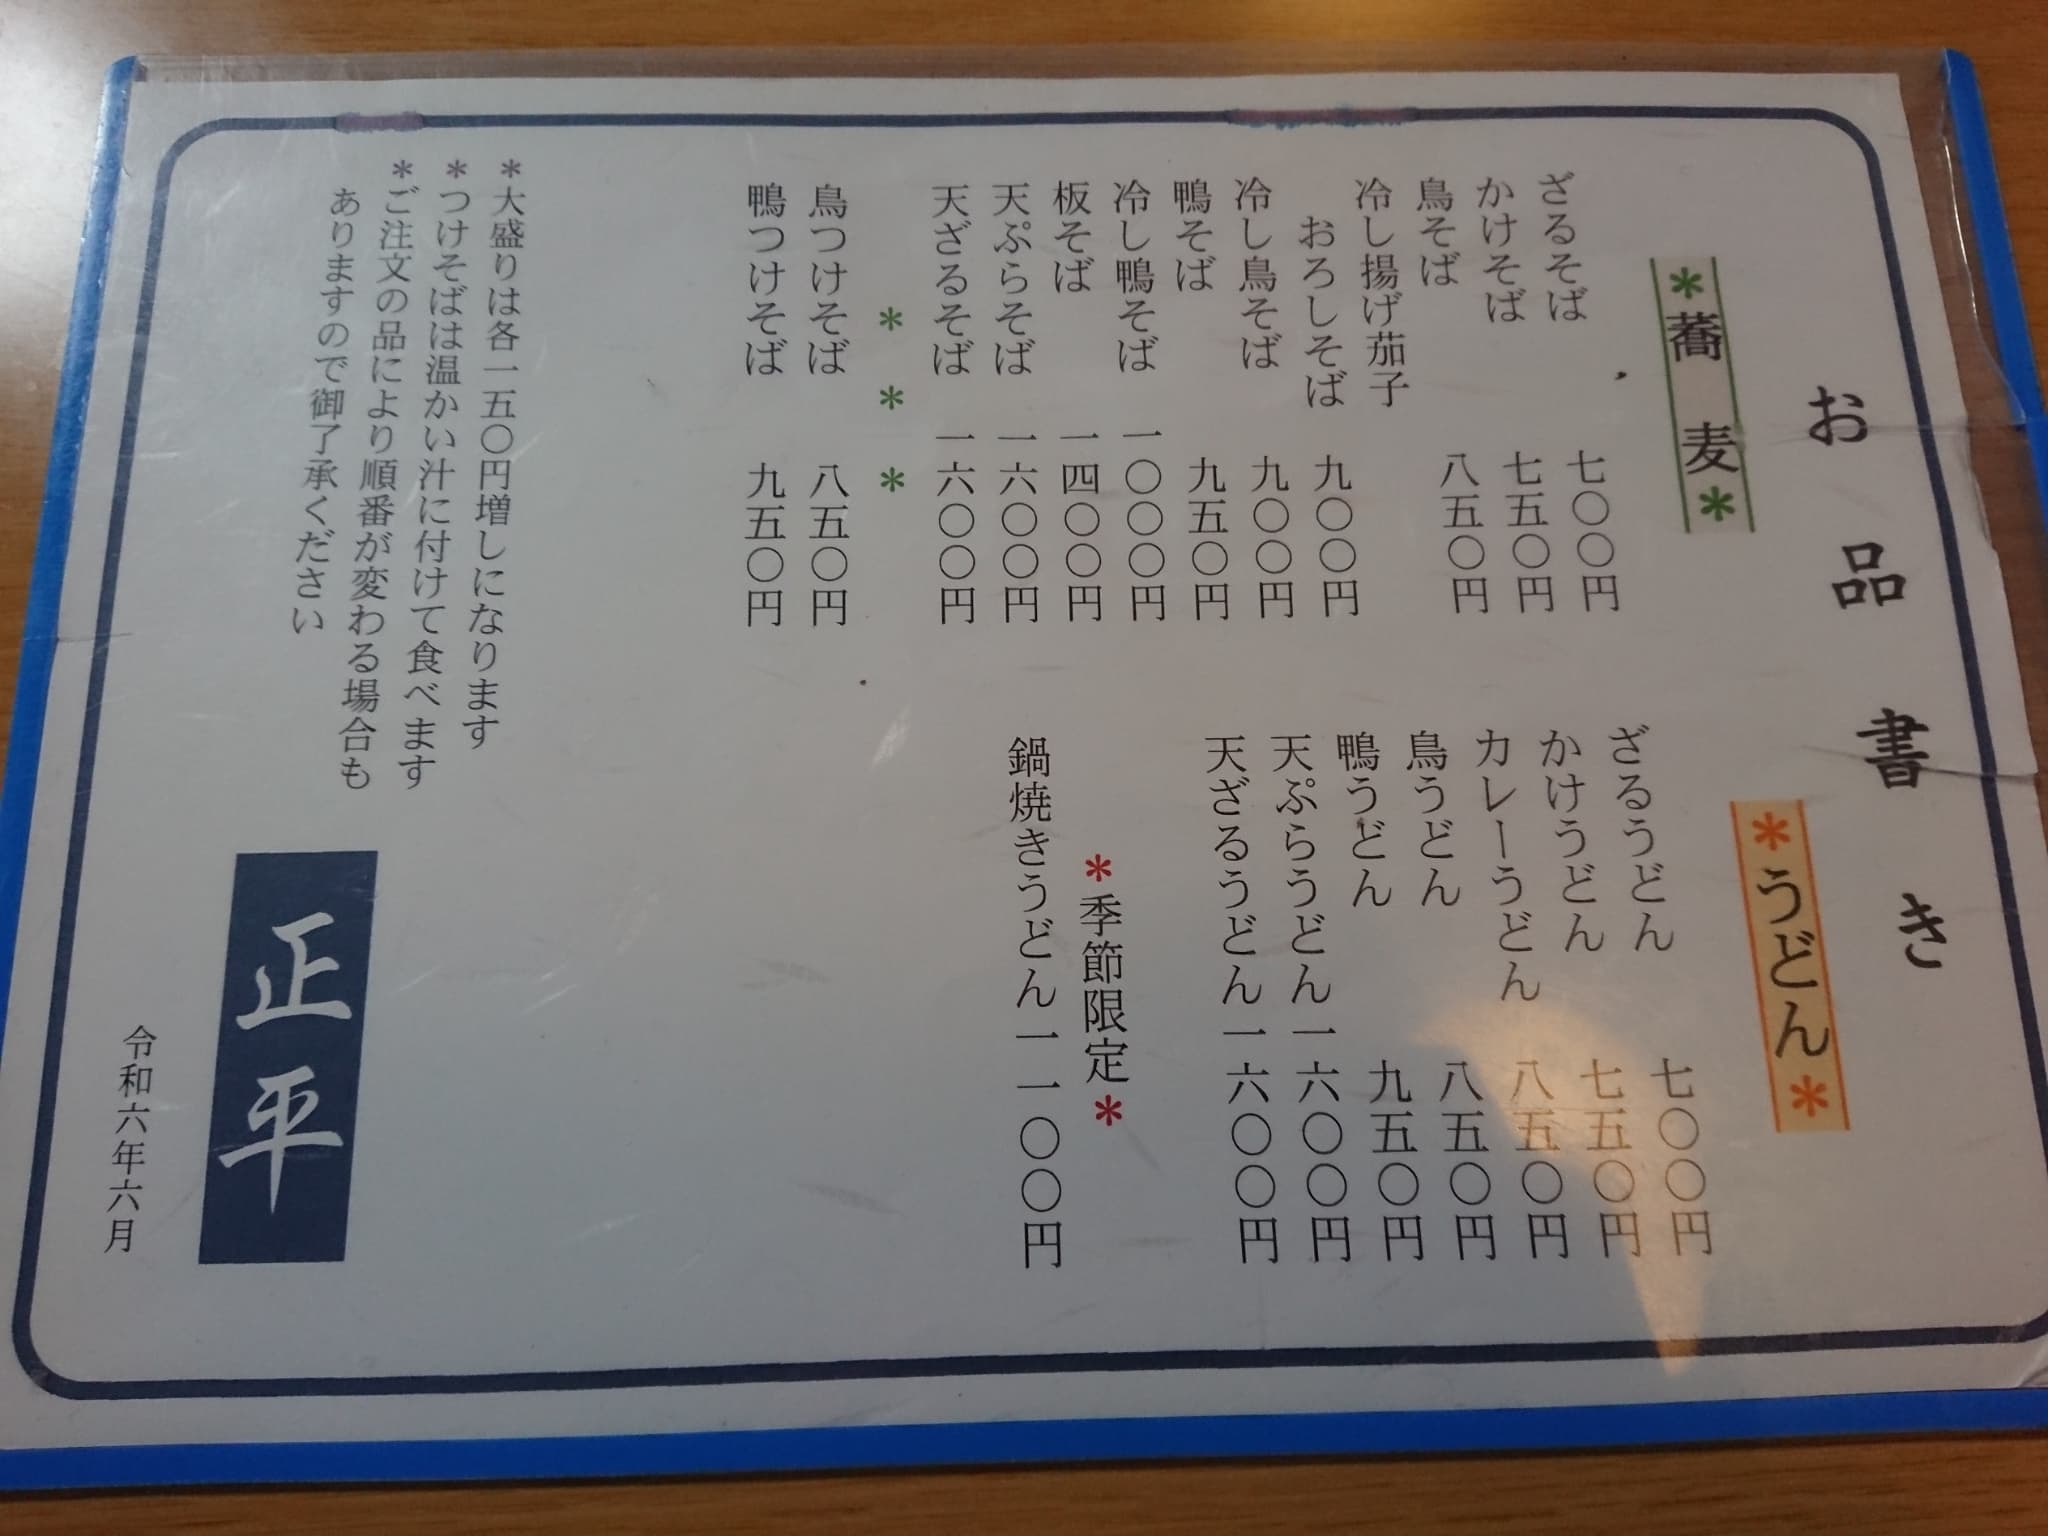 お品書き
*蕎麦*
ざるそば 七〇〇円
かけそば 七五〇円
鳥そば 八五〇円
冷し揚げ茄子
おろしそば 九〇〇円
冷し鳥そば 九〇〇円
鴨そば 九五〇円
冷し鴨そば 一〇〇〇円
板そば 一四〇〇円
天ぷらそば 一六〇〇円
天ざるそば 一六〇〇円
* * *
鳥つけそば 八五〇円
鴨つけそば 九五〇円
*うどん*
ざるうどん 七〇〇円
かけうどん 七五〇円
カレーうどん 八五〇円
鳥うどん 八五〇円
鴨うどん 九五〇円
天ぷらうどん 一六〇〇円
天ざるうどん 一六〇〇円
*季節限定*
鍋焼きうどん 一一〇〇円
*大盛りは各一五〇円増しになります
*つけそばは温かい汁に付けて食べます
*ご注文の品により順番が変わる場合も
ありますので御了承ください
正平
令和六年六月